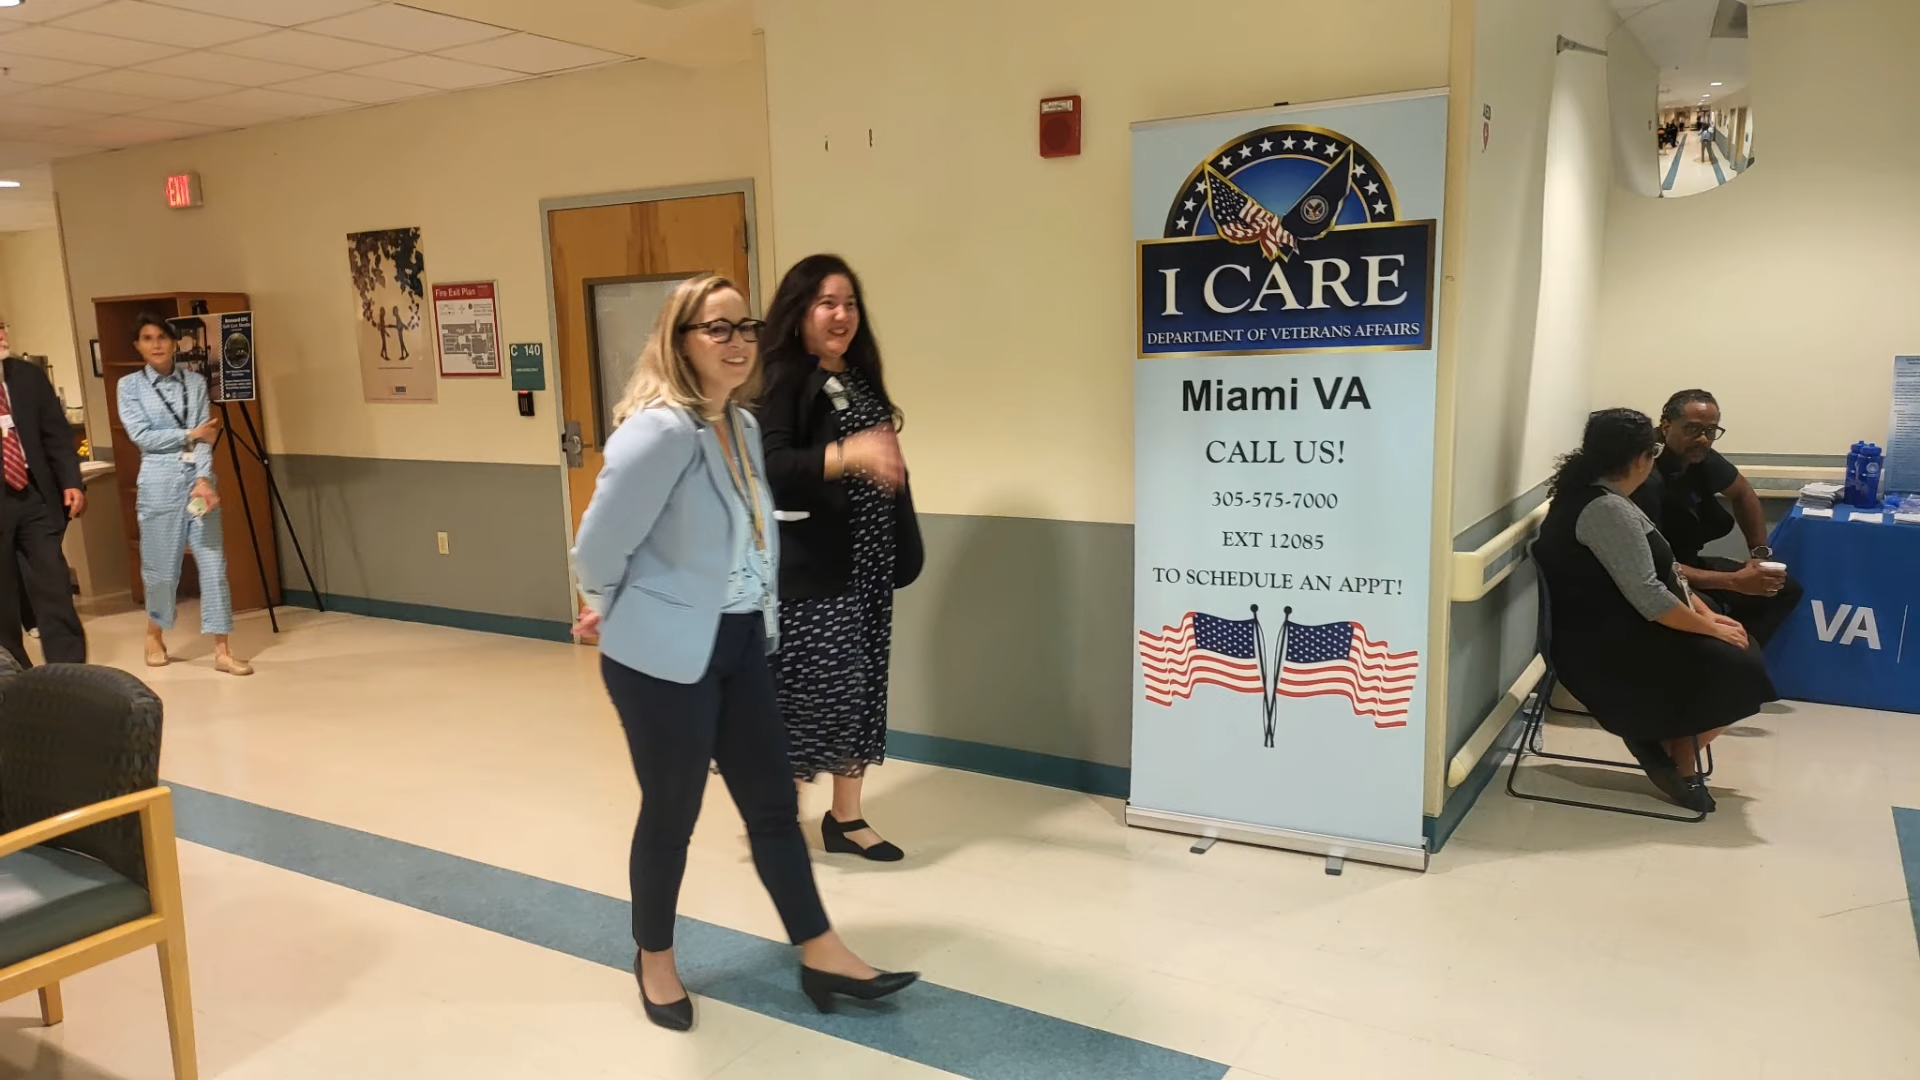 EXIT
Fire Exit Plan
C 140
I CARE
DEPARTMENT OF VETERANS AFFAIRS
Miami VA
CALL US!
305-575-7000
EXT 12085
TO SCHEDULE AN APPT!
AED
VA